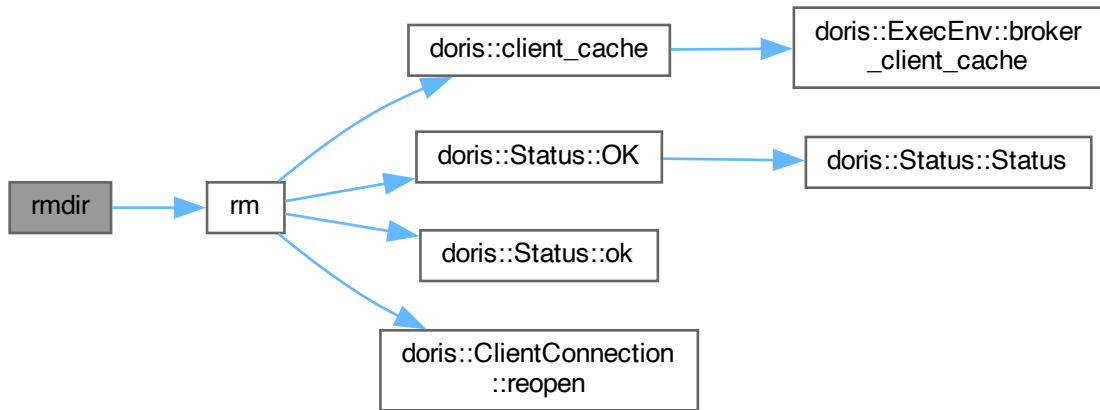 rmdir
rm
doris::client_cache
doris::ExecEnv::broker
_client_cache
doris::Status::OK
doris::Status::Status
doris::Status::ok
doris::ClientConnection
::reopen